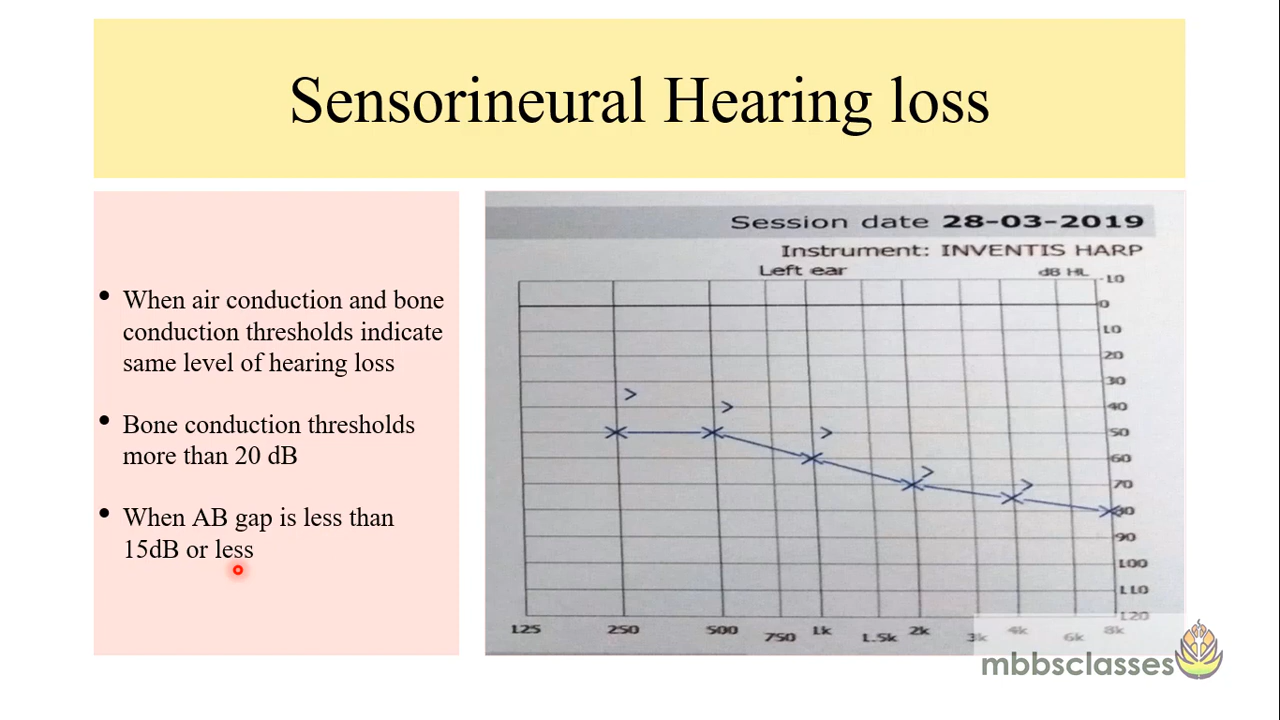 Sensorineural Hearing loss
• When air conduction and bone
conduction thresholds indicate
same level of hearing loss
• Bone conduction thresholds
more than 20 dB
• When AB gap is less than
15dB or less
Session date 28-03-2019
Instrument: INVENTIS HARP
Left ear dB HL
-10
0
10
20
30
40
50
60
70
80
90
100
110
120
125 250 500 750 1k 1.5k 2k 3k 4k 6k 8k
mbbsclasses